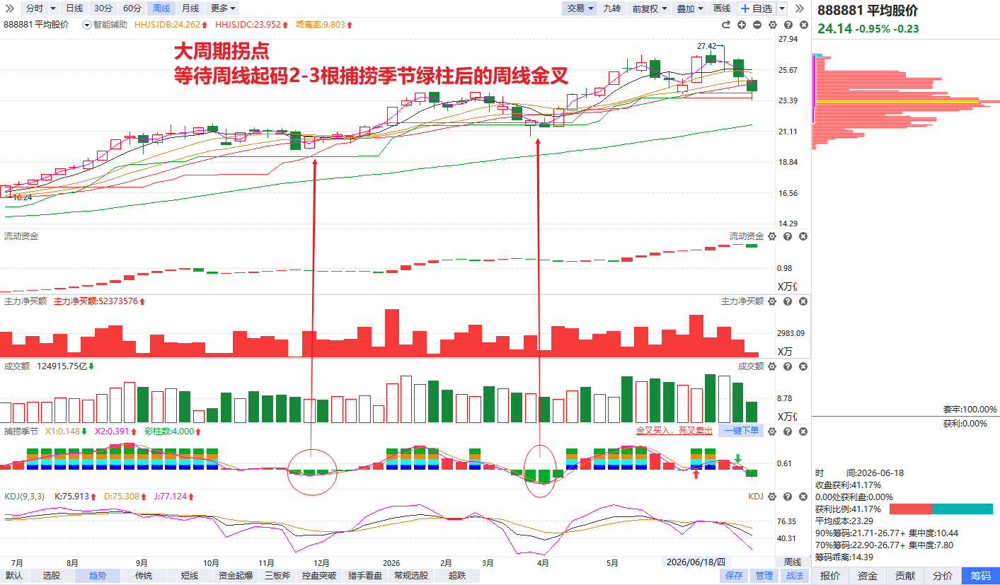 分时 日线 30分 60分 周线 月线 更多 交易 九转 前复权 叠加 画线 自选
888881 平均股价 智能辅助 HHJSJDB:24.262 HHJSJDC:23.952 乖离率:9.803
大周期拐点
等待周线起码2-3根捕捞季节绿柱后的周线金叉
27.42
16.24
27.94
25.67
23.39
21.11
18.84
16.56
14.29
流动资金 流动资金
0.98
X万亿
主力净买额 主力净买额:52373576 主力净买额
2983.09
X万
成交额 124915.75亿 成交额
8.78
X万亿
捕捞季节 X1:0.148 X2:0.391 彩柱数:4.000 金叉买入，死叉卖出 一键下单
0.61
KDJ(9,3,3) K:75.913 D:75.308 J:77.124 KDJ
76.35
40.31
7月 8月 9月 10月 11月 12月 2026 2月 3月 4月 5月 2026/06/18/四 周线
默认 选股 趋势 传统 短线 资金起爆 三板斧 控盘突破 猎手看盘 常规选股 超跌 保存 管理 战法
888881 平均股价
24.14 -0.95% -0.23
套牢:100.00%
获利:0.00%
时 间:2026-06-18
收盘获利:41.17%
0.00处获利盘:0.00%
获利比例:41.17%
平均成本:23.29
90%筹码:21.71-26.77+ 集中度:10.44
70%筹码:22.90-26.77+ 集中度:7.80
筹码乖离:14.39
报价 资金 贡献 分价 筹码